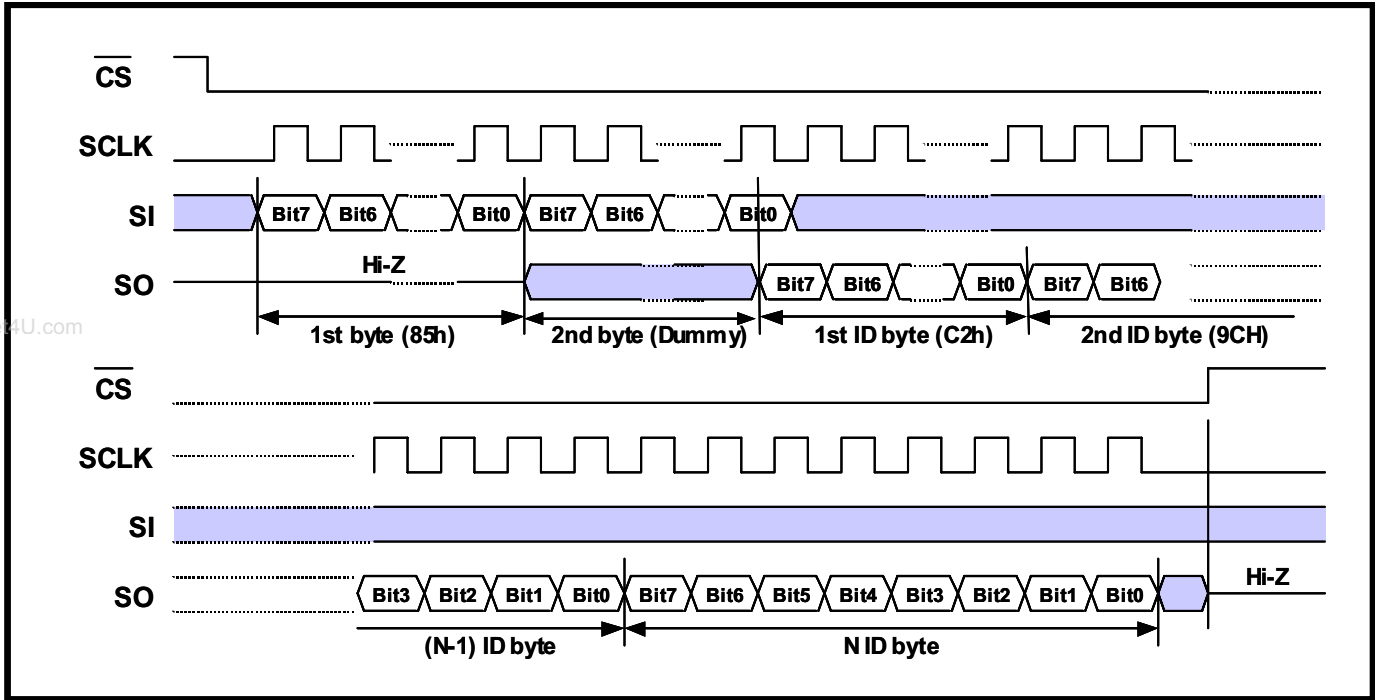 CS
SCLK
SI Bit7 Bit6 Bit0 Bit7 Bit6 Bit0
Hi-Z
SO Bit7 Bit6 Bit0 Bit7 Bit6
t4U.com
1st byte (85h) 2nd byte (Dummy) 1st ID byte (C2h) 2nd ID byte (9CH)
CS
SCLK
SI
SO Bit3 Bit2 Bit1 Bit0 Bit7 Bit6 Bit5 Bit4 Bit3 Bit2 Bit1 Bit0 Hi-Z
(N-1) ID byte N ID byte